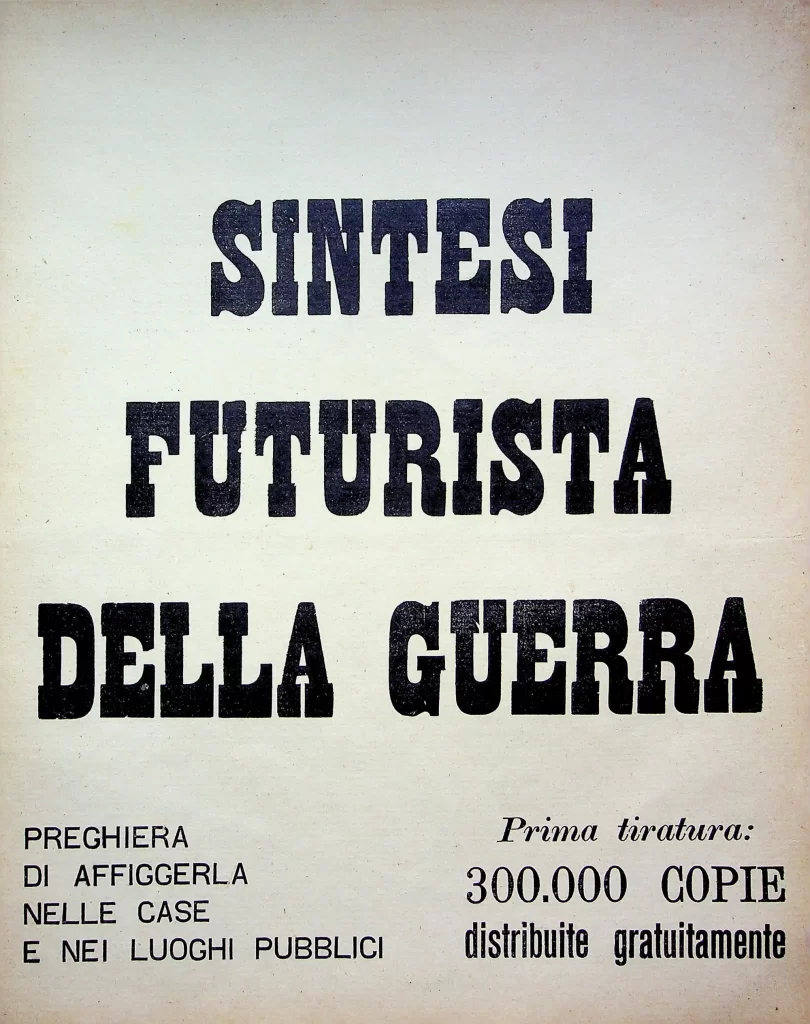 SINTESI
FUTURISTA
DELLA GUERRA
PREGHIERA
DI AFFIGGERLA
NELLE CASE
E NEI LUOGHI PUBBLICI
Prima tiratura:
300.000 COPIE
distribuite gratuitamente